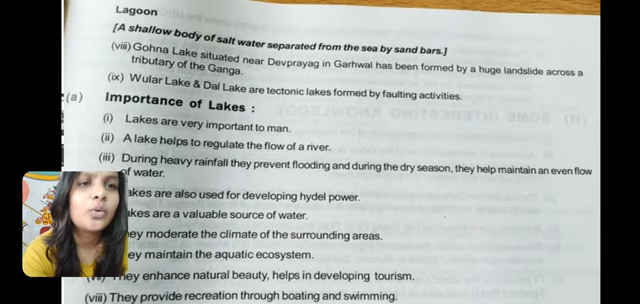 Lagoon
[A shallow body of salt water separated from the sea by sand bars.]
(viii) Gohna Lake situated near Devprayag in Garhwal has been formed by a huge landslide across a
tributary of the Ganga.
(ix) Wular Lake & Dal Lake are tectonic lakes formed by faulting activities.
(a) Importance of Lakes :
(i) Lakes are very important to man.
(ii) A lake helps to regulate the flow of a river.
(iii) During heavy rainfall they prevent flooding and during the dry season, they help maintain an even flow
of water.
akes are also used for developing hydel power.
akes are a valuable source of water.
ey moderate the climate of the surrounding areas.
ey maintain the aquatic ecosystem.
(vii) They enhance natural beauty, helps in developing tourism.
(viii) They provide recreation through boating and swimming.